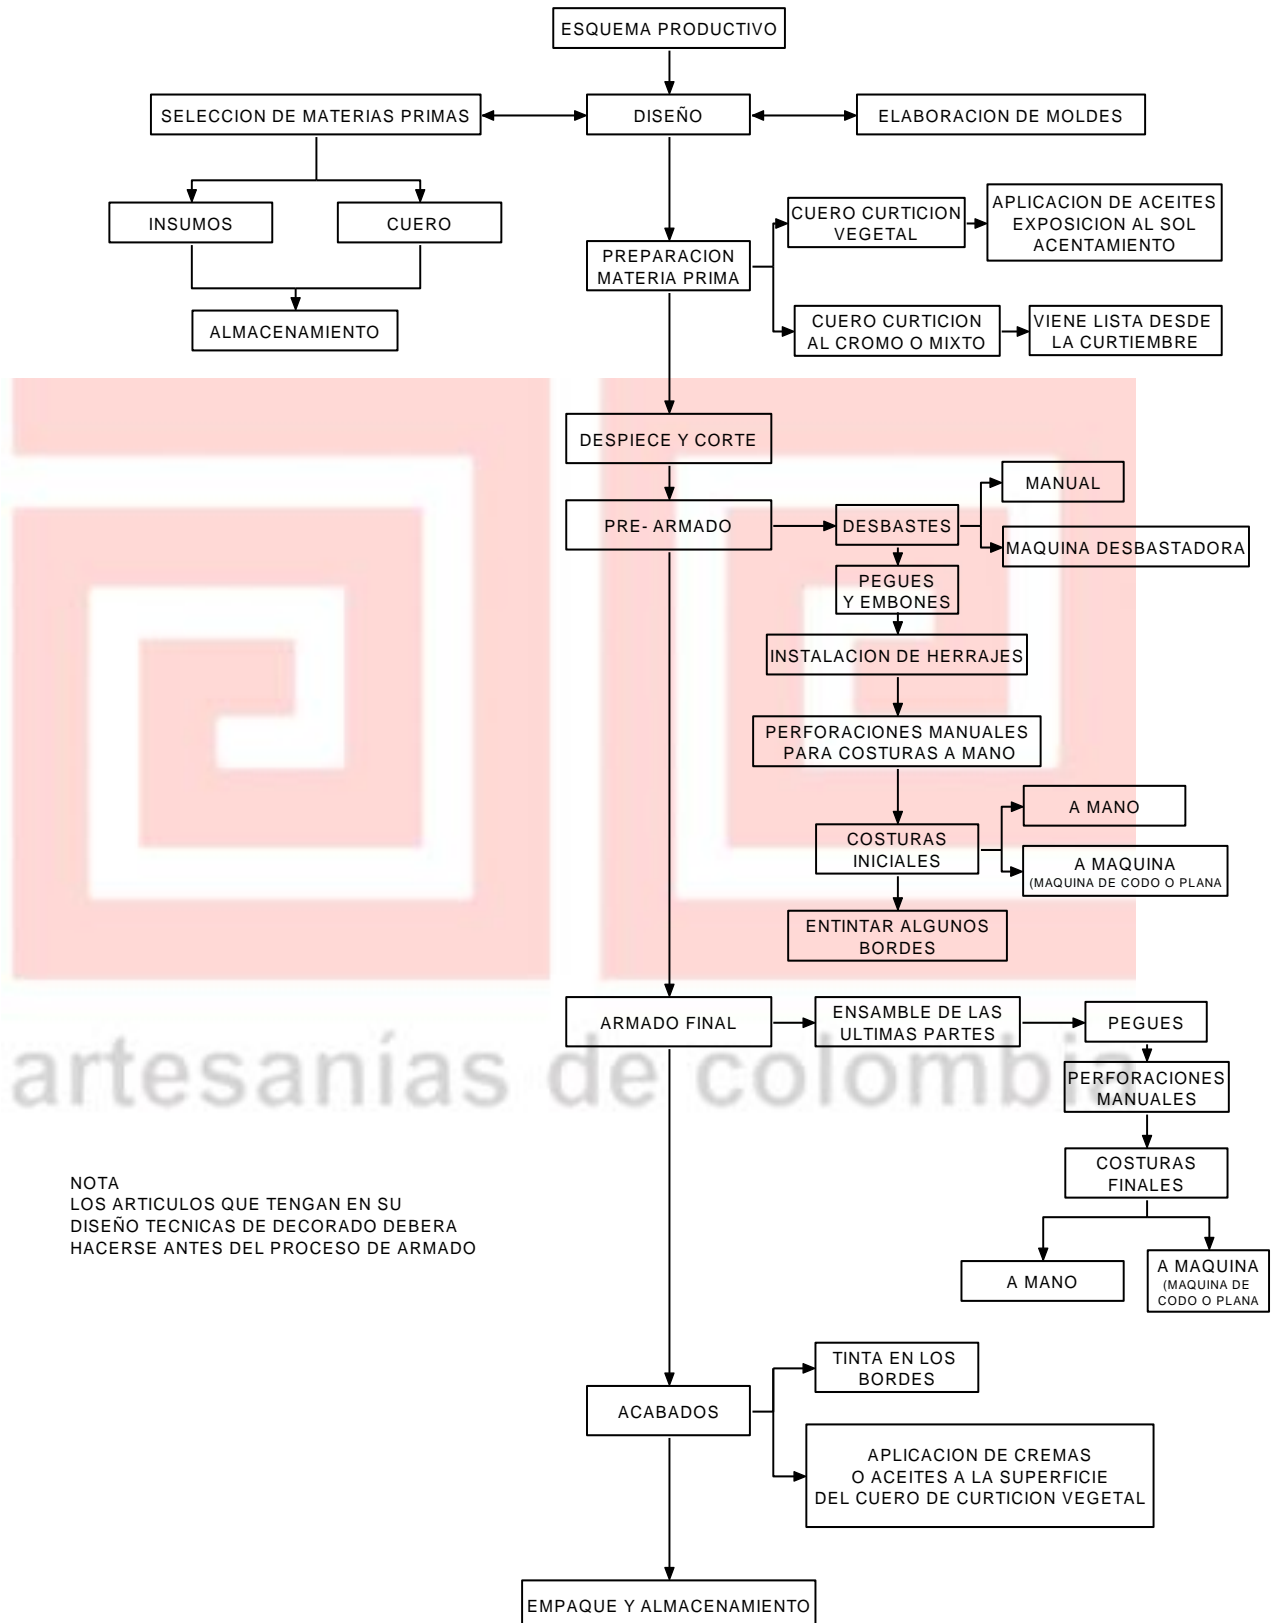 ESQUEMA PRODUCTIVO
SELECCION DE MATERIAS PRIMAS
DISEÑO
ELABORACION DE MOLDES
INSUMOS
CUERO
ALMACENAMIENTO
PREPARACION
MATERIA PRIMA
CUERO CURTICION
VEGETAL
APLICACION DE ACEITES
EXPOSICION AL SOL
ACENTAMIENTO
CUERO CURTICION
AL CROMO O MIXTO
VIENE LISTA DESDE
LA CURTIEMBRE
DESPIECE Y CORTE
PRE- ARMADO
DESBASTES
MANUAL
MAQUINA DESBASTADORA
PEGUES
Y EMBONES
INSTALACION DE HERRAJES
PERFORACIONES MANUALES
PARA COSTURAS A MANO
COSTURAS
INICIALES
A MANO
A MAQUINA
(MAQUINA DE CODO O PLANA
ENTINTAR ALGUNOS
BORDES
ARMADO FINAL
ENSAMBLE DE LAS
ULTIMAS PARTES
PEGUES
artesanías de colombia
PERFORACIONES
MANUALES
COSTURAS
FINALES
A MANO
A MAQUINA
(MAQUINA DE
CODO O PLANA
NOTA
LOS ARTICULOS QUE TENGAN EN SU
DISEÑO TECNICAS DE DECORADO DEBERA
HACERSE ANTES DEL PROCESO DE ARMADO
ACABADOS
TINTA EN LOS
BORDES
APLICACION DE CREMAS
O ACEITES A LA SUPERFICIE
DEL CUERO DE CURTICION VEGETAL
EMPAQUE Y ALMACENAMIENTO